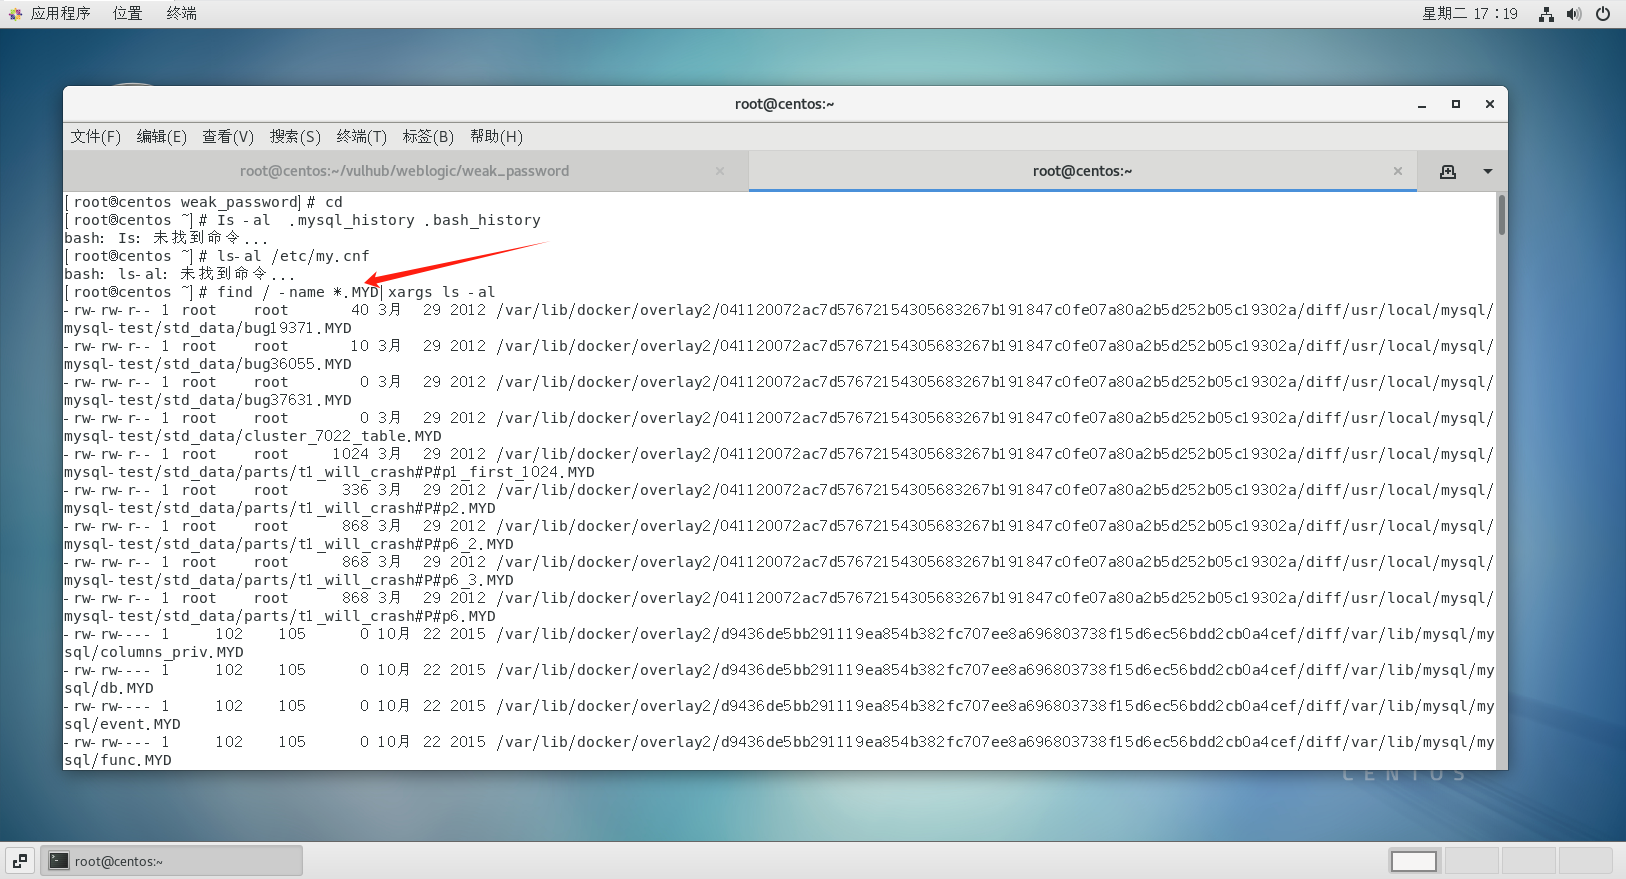 应用程序 位置 终端 星期二 17：19
root@centos:~
文件(F) 编辑(E) 查看(V) 搜索(S) 终端(T) 标签(B) 帮助(H)
root@centos:~/vulhub/weblogic/weak_password root@centos:~
[root@centos weak_password]# cd
[root@centos ~]# Is -al  .mysql_history .bash_history
bash: Is: 未找到命令...
[root@centos ~]# ls-al /etc/my.cnf
bash: ls-al: 未找到命令...
[root@centos ~]# find / -name *.MYD|xargs ls -al
-rw-rw-r-- 1 root    root       40 3月  29 2012 /var/lib/docker/overlay2/041120072ac7d57672154305683267b191847c0fe07a80a2b5d252b05c19302a/diff/usr/local/mysql/
mysql-test/std_data/bug19371.MYD
-rw-rw-r-- 1 root    root       10 3月  29 2012 /var/lib/docker/overlay2/041120072ac7d57672154305683267b191847c0fe07a80a2b5d252b05c19302a/diff/usr/local/mysql/
mysql-test/std_data/bug36055.MYD
-rw-rw-r-- 1 root    root        0 3月  29 2012 /var/lib/docker/overlay2/041120072ac7d57672154305683267b191847c0fe07a80a2b5d252b05c19302a/diff/usr/local/mysql/
mysql-test/std_data/bug37631.MYD
-rw-rw-r-- 1 root    root        0 3月  29 2012 /var/lib/docker/overlay2/041120072ac7d57672154305683267b191847c0fe07a80a2b5d252b05c19302a/diff/usr/local/mysql/
mysql-test/std_data/cluster_7022_table.MYD
-rw-rw-r-- 1 root    root     1024 3月  29 2012 /var/lib/docker/overlay2/041120072ac7d57672154305683267b191847c0fe07a80a2b5d252b05c19302a/diff/usr/local/mysql/
mysql-test/std_data/parts/t1_will_crash#P#p1_first_1024.MYD
-rw-rw-r-- 1 root    root      336 3月  29 2012 /var/lib/docker/overlay2/041120072ac7d57672154305683267b191847c0fe07a80a2b5d252b05c19302a/diff/usr/local/mysql/
mysql-test/std_data/parts/t1_will_crash#P#p2.MYD
-rw-rw-r-- 1 root    root      868 3月  29 2012 /var/lib/docker/overlay2/041120072ac7d57672154305683267b191847c0fe07a80a2b5d252b05c19302a/diff/usr/local/mysql/
mysql-test/std_data/parts/t1_will_crash#P#p6_2.MYD
-rw-rw-r-- 1 root    root      868 3月  29 2012 /var/lib/docker/overlay2/041120072ac7d57672154305683267b191847c0fe07a80a2b5d252b05c19302a/diff/usr/local/mysql/
mysql-test/std_data/parts/t1_will_crash#P#p6_3.MYD
-rw-rw-r-- 1 root    root      868 3月  29 2012 /var/lib/docker/overlay2/041120072ac7d57672154305683267b191847c0fe07a80a2b5d252b05c19302a/diff/usr/local/mysql/
mysql-test/std_data/parts/t1_will_crash#P#p6.MYD
-rw-rw---- 1     102    105      0 10月 22 2015 /var/lib/docker/overlay2/d9436de5bb291119ea854b382fc707ee8a696803738f15d6ec56bdd2cb0a4cef/diff/var/lib/mysql/my
sql/columns_priv.MYD
-rw-rw---- 1     102    105      0 10月 22 2015 /var/lib/docker/overlay2/d9436de5bb291119ea854b382fc707ee8a696803738f15d6ec56bdd2cb0a4cef/diff/var/lib/mysql/my
sql/db.MYD
-rw-rw---- 1     102    105      0 10月 22 2015 /var/lib/docker/overlay2/d9436de5bb291119ea854b382fc707ee8a696803738f15d6ec56bdd2cb0a4cef/diff/var/lib/mysql/my
sql/event.MYD
-rw-rw---- 1     102    105      0 10月 22 2015 /var/lib/docker/overlay2/d9436de5bb291119ea854b382fc707ee8a696803738f15d6ec56bdd2cb0a4cef/diff/var/lib/mysql/my
sql/func.MYD
CENTOS
root@centos:~